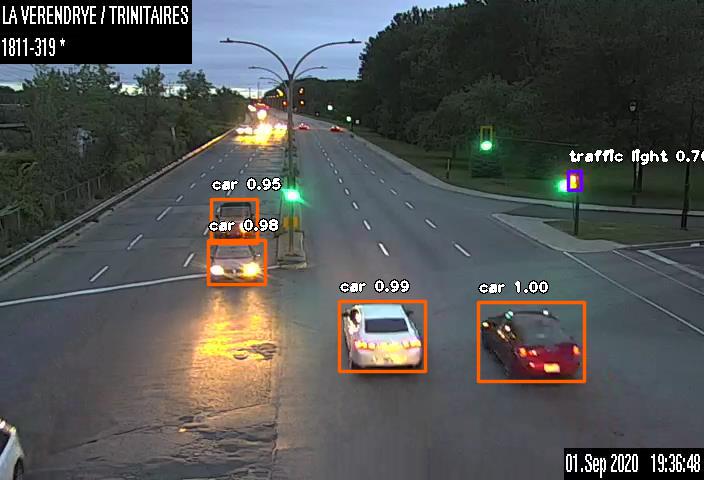 LA VERENDRYE / TRINITAIRES
1811-319 *
traffic light 0.70
car 0.95
car 0.98
car 0.99
car 1.00
01.Sep 2020 19:36:48